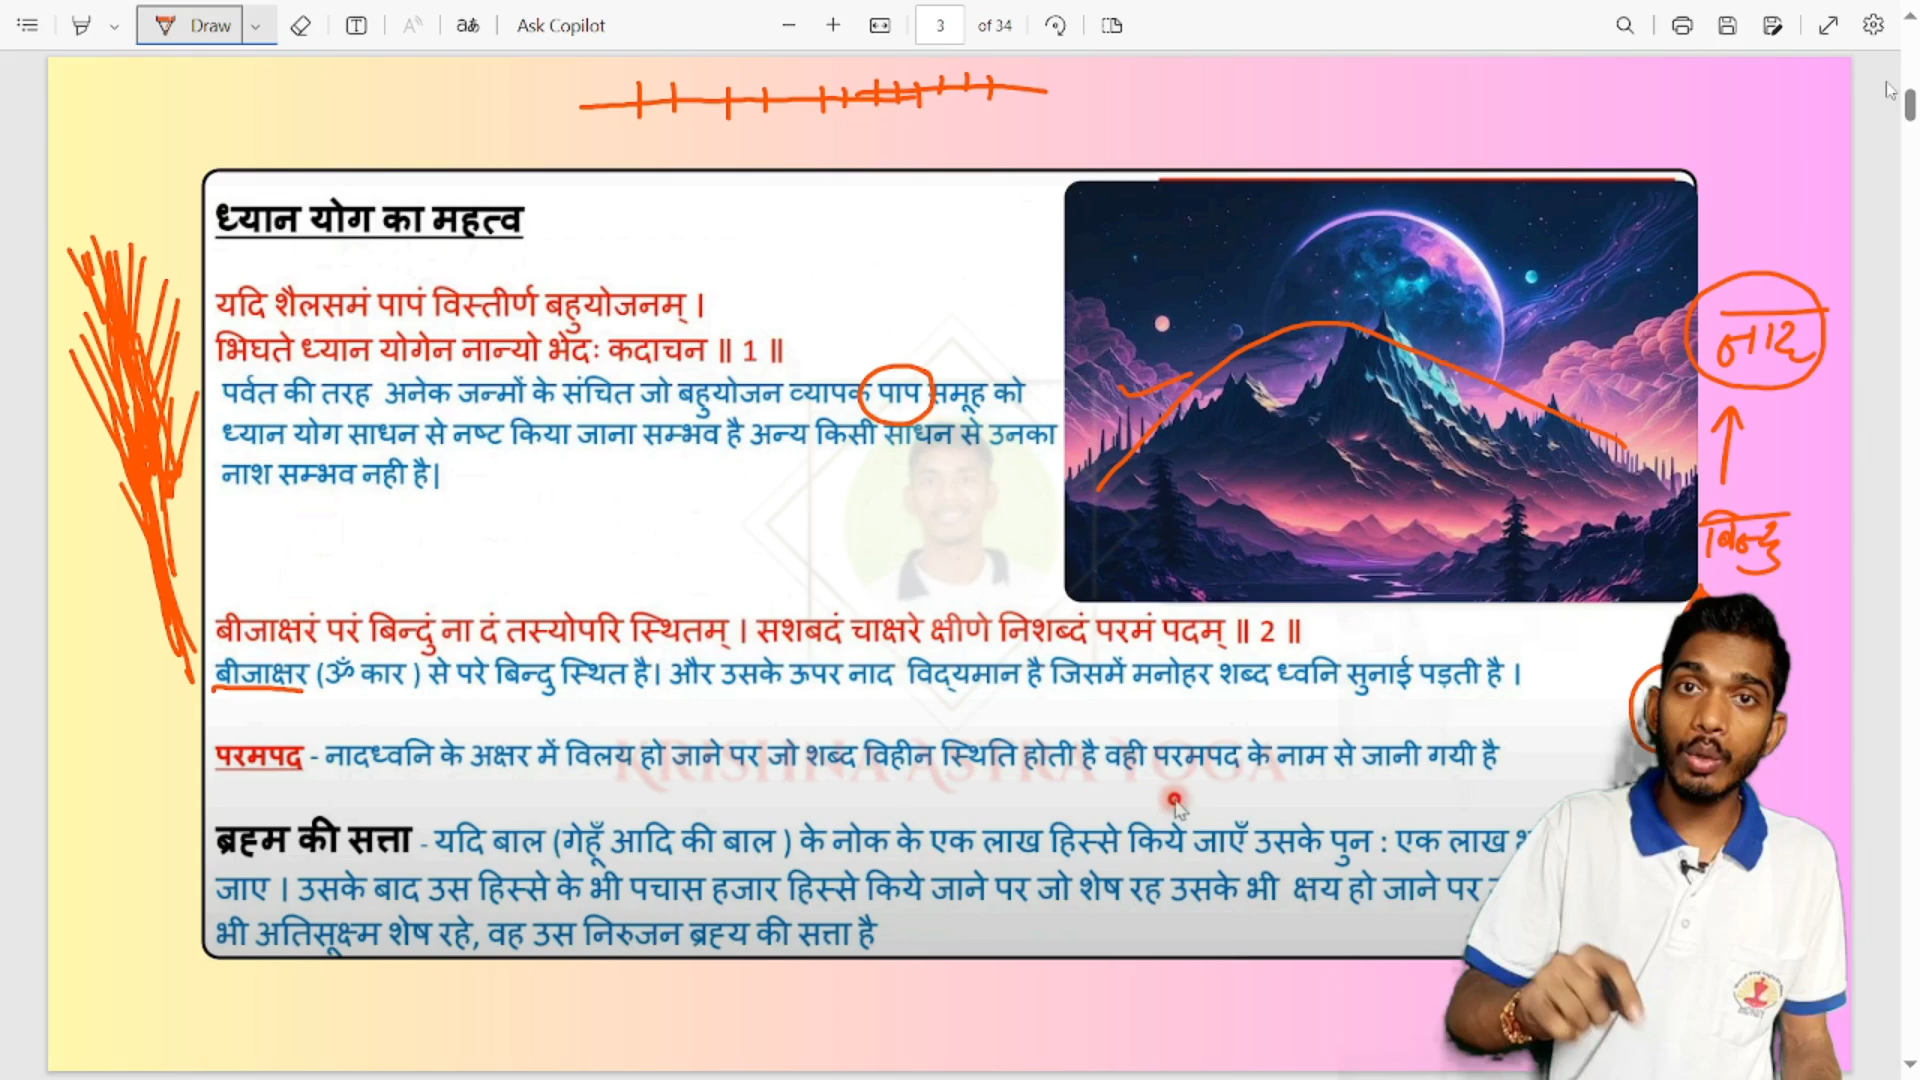 Draw
Ask Copilot
3 of 34
ध्यान योग का महत्व
यदि शैलसमं पापं विस्तीर्ण बहुयोजनम् ।
भिघते ध्यान योगेन नान्यो भेदः कदाचन ॥ 1 ॥
पर्वत की तरह अनेक जन्मों के संचित जो बहुयोजन व्यापक पाप समूह को
ध्यान योग साधन से नष्ट किया जाना सम्भव है अन्य किसी साधन से उनका
नाश सम्भव नही है|
नाद
बिन्दु
बीजाक्षरं परं बिन्दुं ना दं तस्योपरि स्थितम् । सशबदं चाक्षरे क्षीणे निशब्दं परमं पदम् ॥ 2 ॥
बीजाक्षर (ॐ कार ) से परे बिन्दु स्थित है। और उसके ऊपर नाद विद्यमान है जिसमें मनोहर शब्द ध्वनि सुनाई पड़ती है ।
परमपद - नादध्वनि के अक्षर में विलय हो जाने पर जो शब्द विहीन स्थिति होती है वही परमपद के नाम से जानी गयी है
KRISHNA ASTRA YOGA
ब्रह्म की सत्ता - यदि बाल (गेहूँ आदि की बाल ) के नोक के एक लाख हिस्से किये जाएँ उसके पुन : एक लाख
जाए । उसके बाद उस हिस्से के भी पचास हजार हिस्से किये जाने पर जो शेष रह उसके भी क्षय हो जाने पर
भी अतिसूक्ष्म शेष रहे, वह उस निरुजन ब्रह्य की सत्ता है